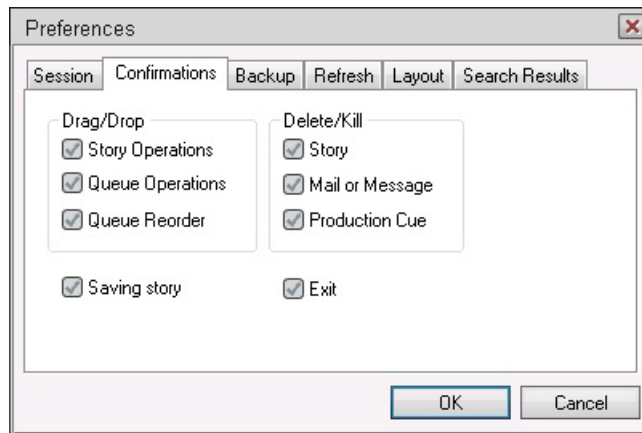 Preferences
Session Confirmations Backup Refresh Layout Search Results
Drag/Drop
Story Operations
Queue Operations
Queue Reorder
Delete/Kill
Story
Mail or Message
Production Cue
Saving story
Exit
OK Cancel